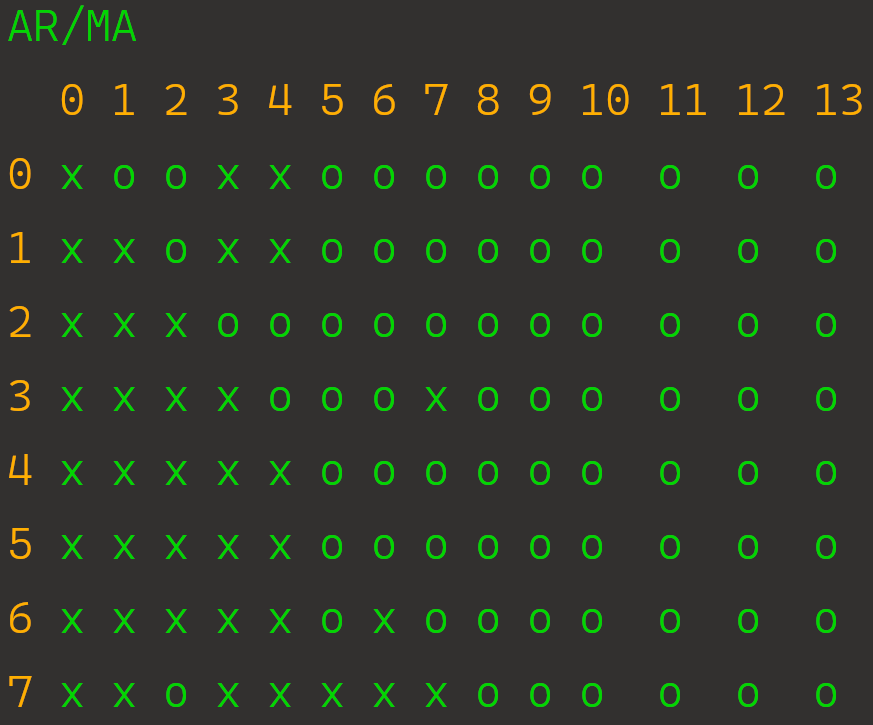 AR/MA
  0 1 2 3 4 5 6 7 8 9 10 11 12 13
0 x o o x x o o o o o o  o  o  o
1 x x o x x o o o o o o  o  o  o
2 x x x o o o o o o o o  o  o  o
3 x x x x o o o x o o o  o  o  o
4 x x x x x o o o o o o  o  o  o
5 x x x x x o o o o o o  o  o  o
6 x x x x x o x o o o o  o  o  o
7 x x o x x x x x o o o  o  o  o